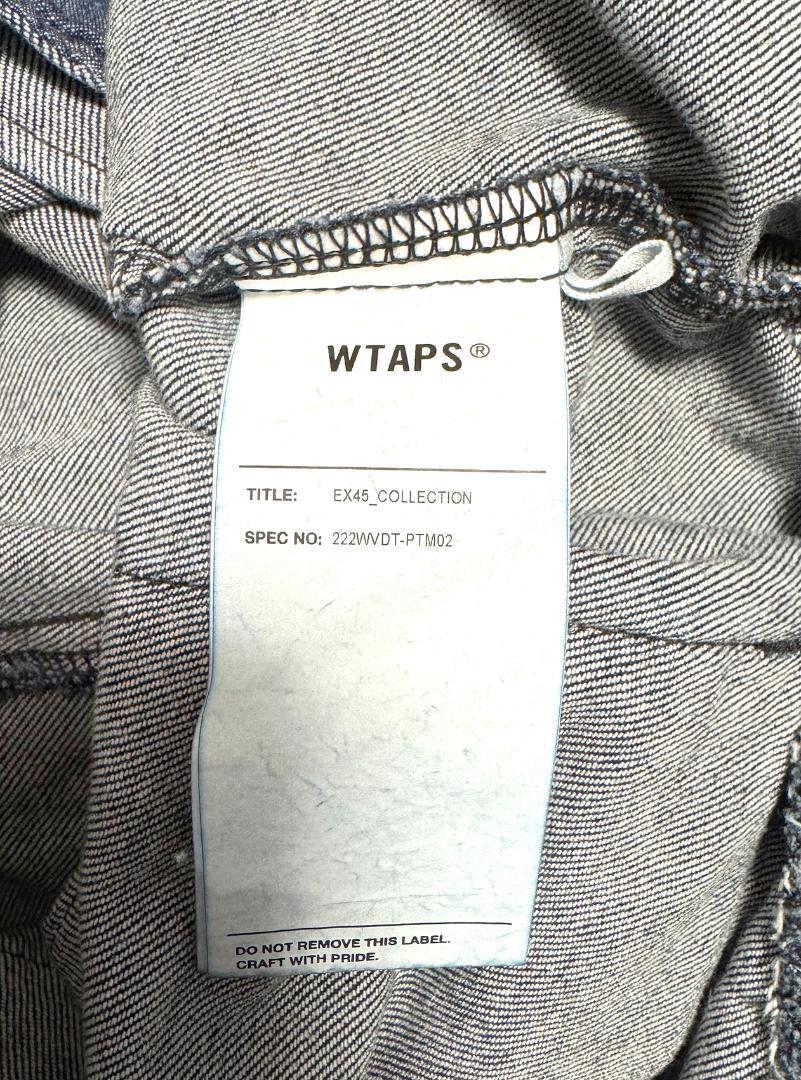 WTAPS®
TITLE: EX45_COLLECTION
SPEC NO: 222WVDT-PTM02
DO NOT REMOVE THIS LABEL.
CRAFT WITH PRIDE.